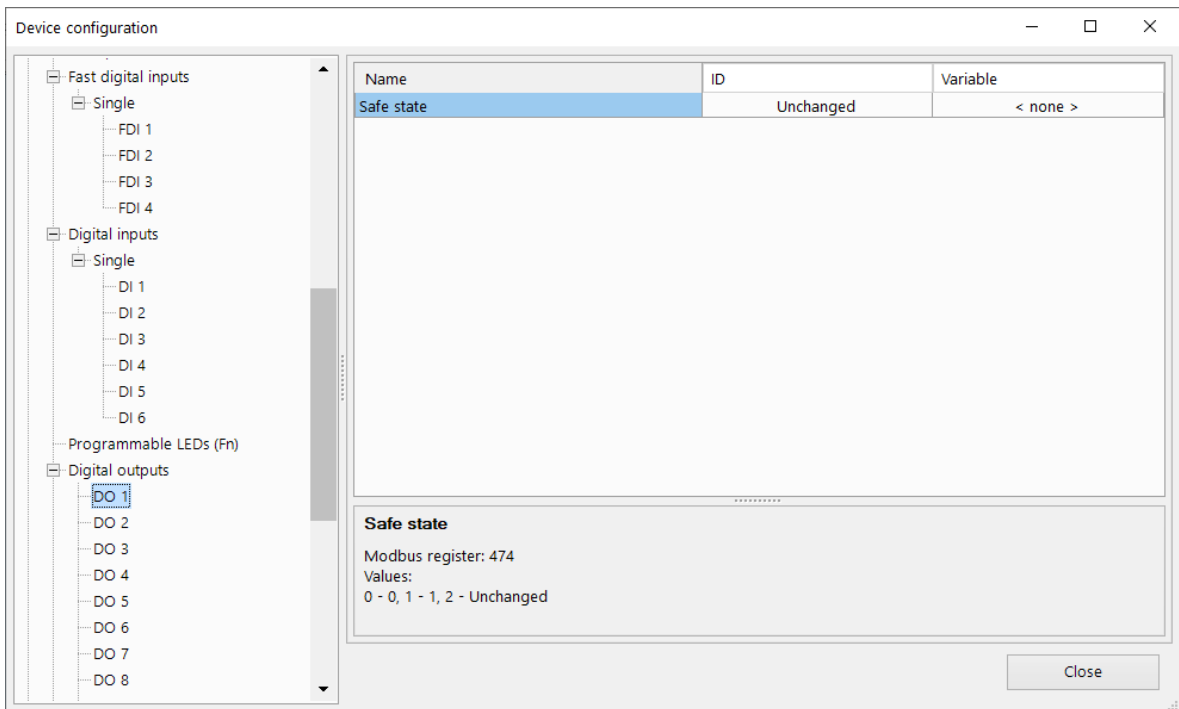 Device configuration
Fast digital inputs
Single
FDI 1
FDI 2
FDI 3
FDI 4
Digital inputs
Single
DI 1
DI 2
DI 3
DI 4
DI 5
DI 6
Programmable LEDs (Fn)
Digital outputs
DO 1
DO 2
DO 3
DO 4
DO 5
DO 6
DO 7
DO 8
Name ID Variable
Safe state Unchanged < none >
Safe state
Modbus register: 474
Values:
0 - 0, 1 - 1, 2 - Unchanged
Close